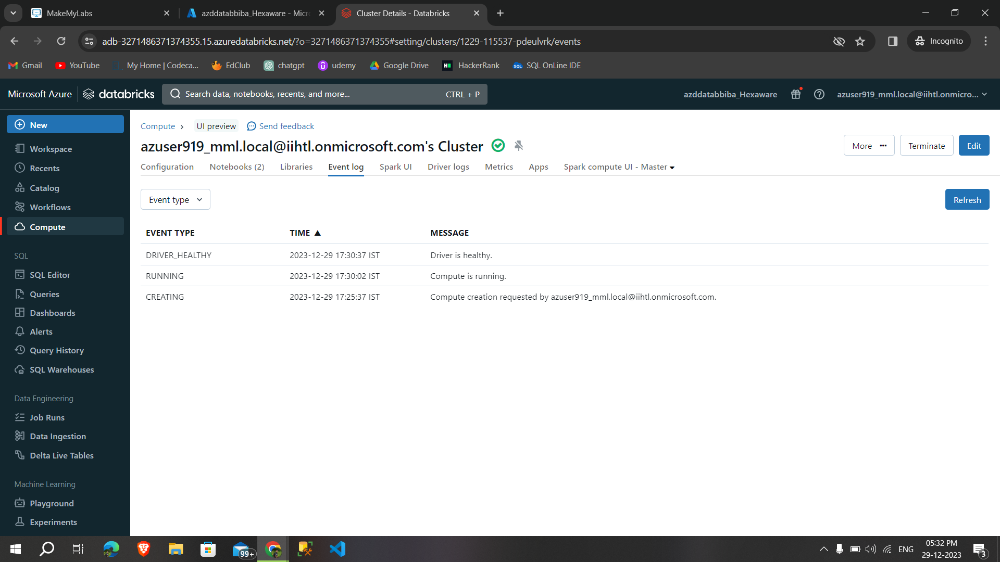 MakeMyLabs
azddatabbiba_Hexaware - Micro
Cluster Details - Databricks
adb-3271486371374355.15.azuredatabricks.net/?o=3271486371374355#setting/clusters/1229-115537-pdeulvrk/events
Incognito
Gmail
YouTube
My Home | Codeca...
EdClub
chatgpt
udemy
Google Drive
HackerRank
SQL OnLine IDE
Microsoft Azure
databricks
Search data, notebooks, recents, and more...
CTRL + P
azddatabbiba_Hexaware
azuser919_mml.local@iihtl.onmicro...
New
Workspace
Recents
Catalog
Workflows
Compute
SQL
SQL Editor
Queries
Dashboards
Alerts
Query History
SQL Warehouses
Data Engineering
Job Runs
Data Ingestion
Delta Live Tables
Machine Learning
Playground
Experiments
Compute
UI preview
Send feedback
azuser919_mml.local@iihtl.onmicrosoft.com's Cluster
More
Terminate
Edit
Configuration
Notebooks (2)
Libraries
Event log
Spark UI
Driver logs
Metrics
Apps
Spark compute UI - Master
Event type
Refresh
EVENT TYPE TIME ▲ MESSAGE
DRIVER_HEALTHY 2023-12-29 17:30:37 IST Driver is healthy.
RUNNING 2023-12-29 17:30:02 IST Compute is running.
CREATING 2023-12-29 17:25:37 IST Compute creation requested by azuser919_mml.local@iihtl.onmicrosoft.com.
99+
ENG
05:32 PM
29-12-2023
3